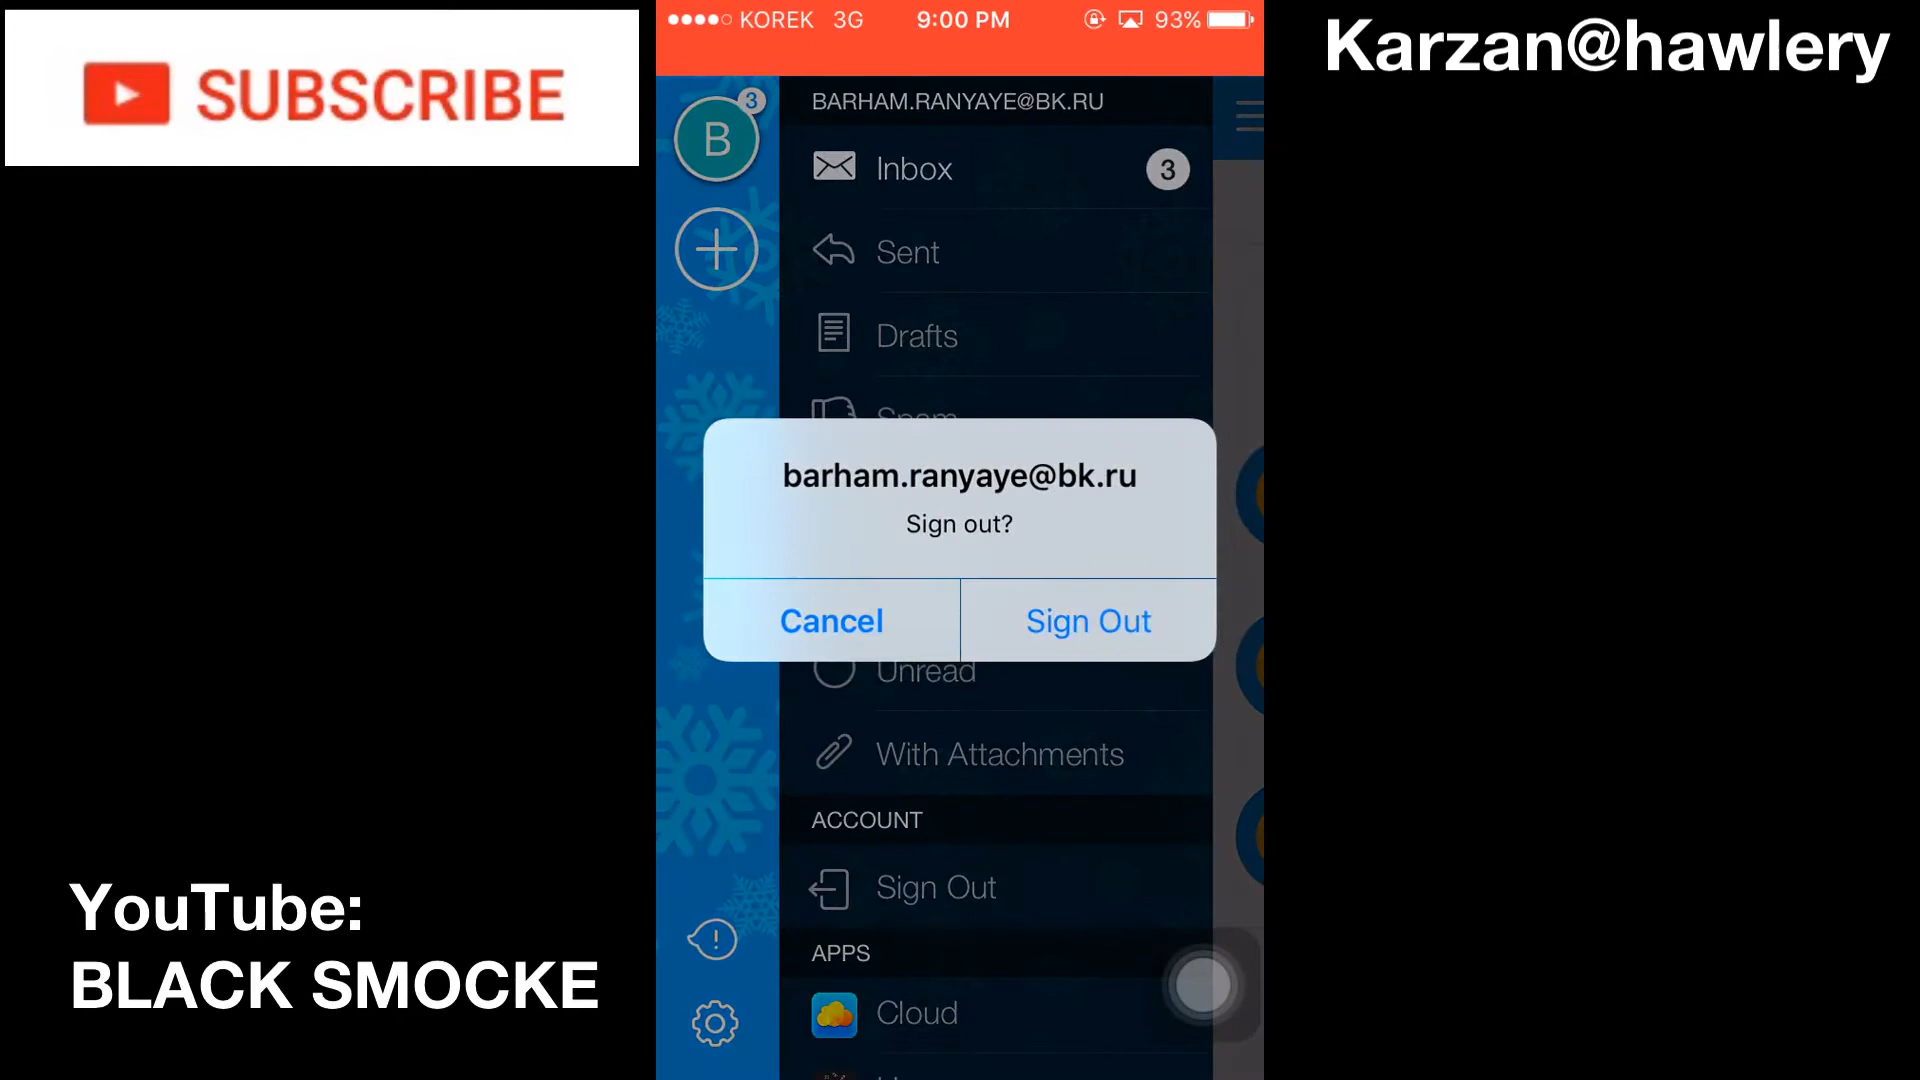 SUBSCRIBE
KOREK 3G 9:00 PM 93%
Karzan@hawlery
B 3
BARHAM.RANYAYE@BK.RU
Inbox 3
Sent
Drafts
Spam
barham.ranyaye@bk.ru
Sign out?
Cancel Sign Out
Unread
With Attachments
ACCOUNT
Sign Out
APPS
Cloud
YouTube:
BLACK SMOCKE